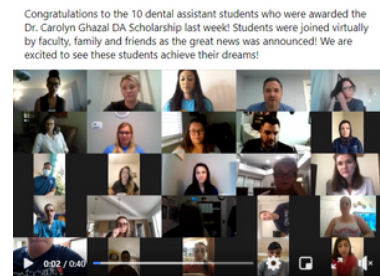 Congratulations to the 10 dental assistant students who were awarded the
Dr. Carolyn Ghazal DA Scholarship last week! Students were joined virtually
by faculty, family and friends as the great news was announced! We are
excited to see these students achieve their dreams!
0:02 / 0:40